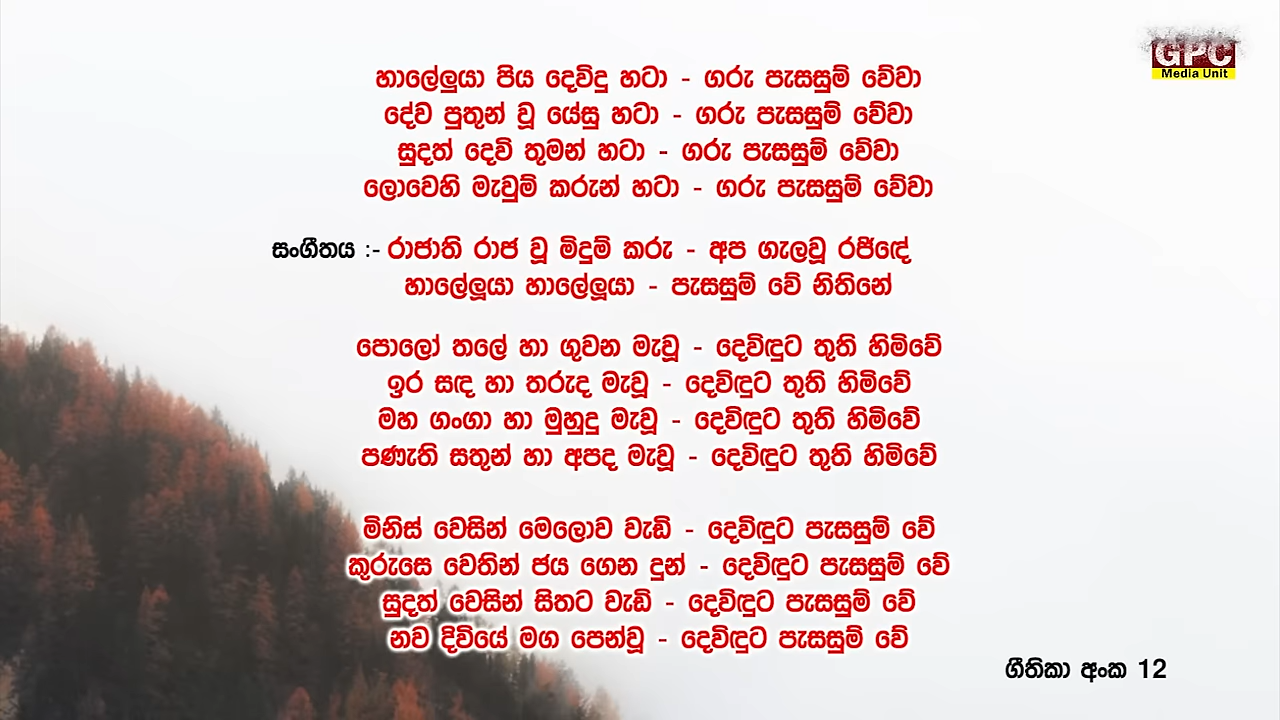 GPC
Media Unit
හාලේලුයා පිය දෙවිදු හටා - ගරු පැසසුම් වේවා
දේව පුතුන් වූ යේසු හටා - ගරු පැසසුම් වේවා
සුදත් දෙවි තුමන් හටා - ගරු පැසසුම් වේවා
ලොවෙහි මැවුම් කරුන් හටා - ගරු පැසසුම් වේවා
සංගීතය :- රාජාති රාජ වූ මිදුම් කරු - අප ගැලවූ රජිඳේ
හාලේලූයා හාලේලූයා - පැසසුම් වේ නිතිනේ
පොලෝ තලේ හා ගුවන මැවූ - දෙවිඳුට තුති හිමිවේ
ඉර සඳ හා තරුද මැවූ - දෙවිඳුට තුති හිමිවේ
මහ ගංගා හා මුහුදු මැවූ - දෙවිඳුට තුති හිමිවේ
පණැති සතුන් හා අපද මැවූ - දෙවිඳුට තුති හිමිවේ
මිනිස් වෙසින් මෙලොව වැඩි - දෙවිඳුට පැසසුම් වේ
කුරුසෙ වෙතින් ජය ගෙන දුන් - දෙවිඳුට පැසසුම් වේ
සුදත් වෙසින් සිතට වැඩි - දෙවිඳුට පැසසුම් වේ
නව දිවියේ මග පෙන්වූ - දෙවිඳුට පැසසුම් වේ
ගීතිකා අංක 12